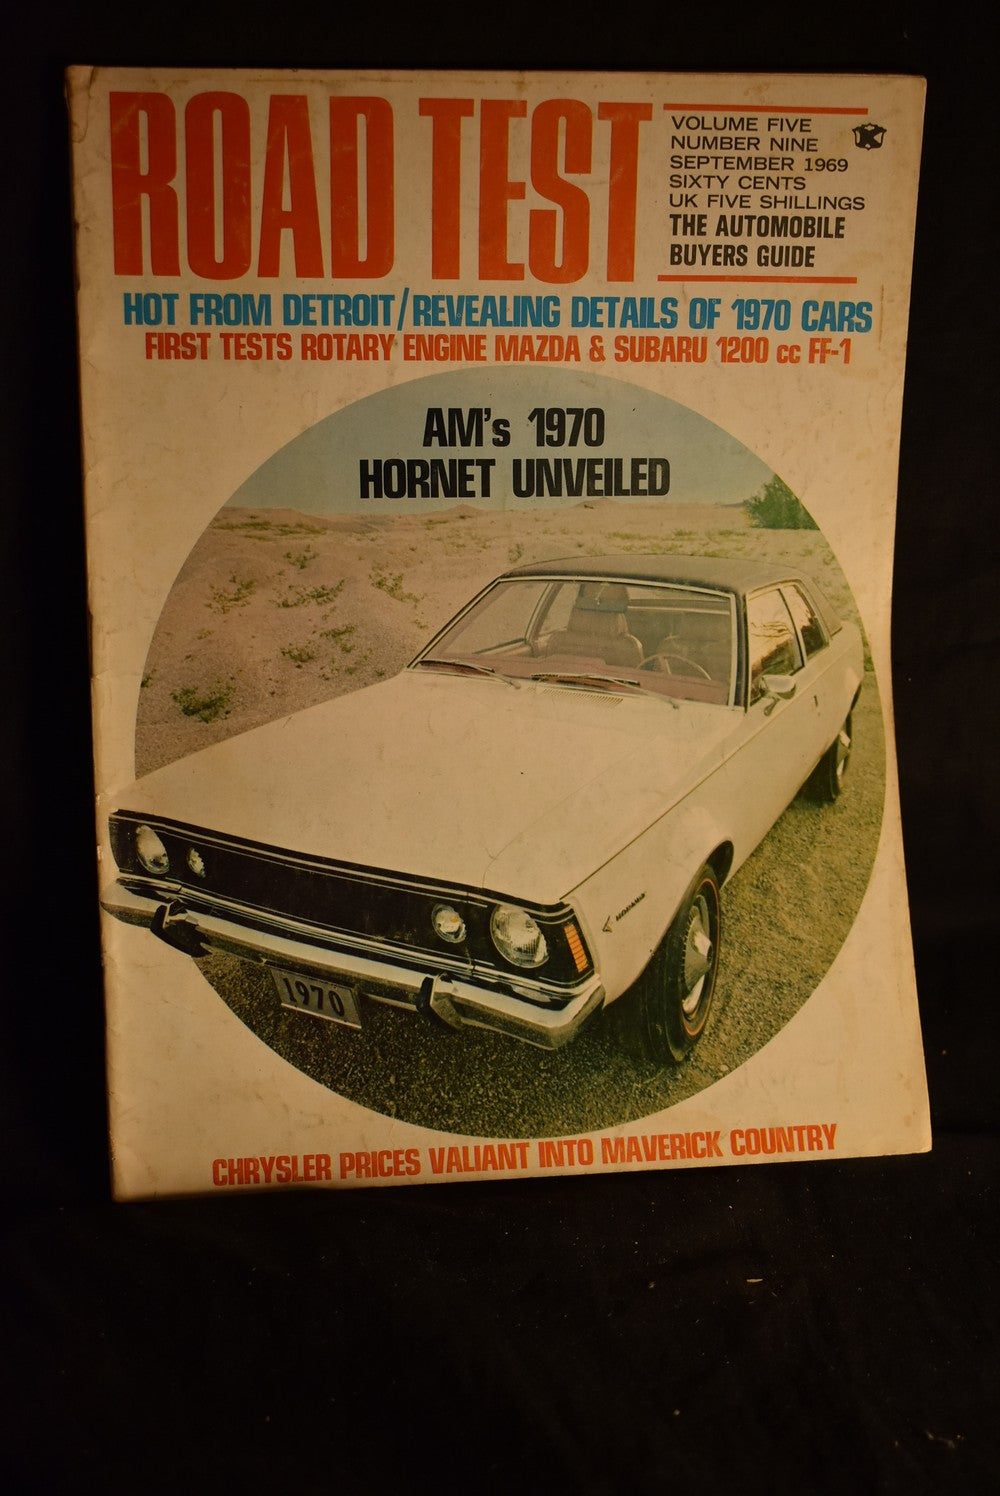 ROAD TEST
VOLUME FIVE
NUMBER NINE
SEPTEMBER 1969
SIXTY CENTS
UK FIVE SHILLINGS
THE AUTOMOBILE
BUYERS GUIDE
HOT FROM DETROIT/REVEALING DETAILS OF 1970 CARS
FIRST TESTS ROTARY ENGINE MAZDA & SUBARU 1200 cc FF-1
AM's 1970
HORNET UNVEILED
1970
CHRYSLER PRICES VALIANT INTO MAVERICK COUNTRY